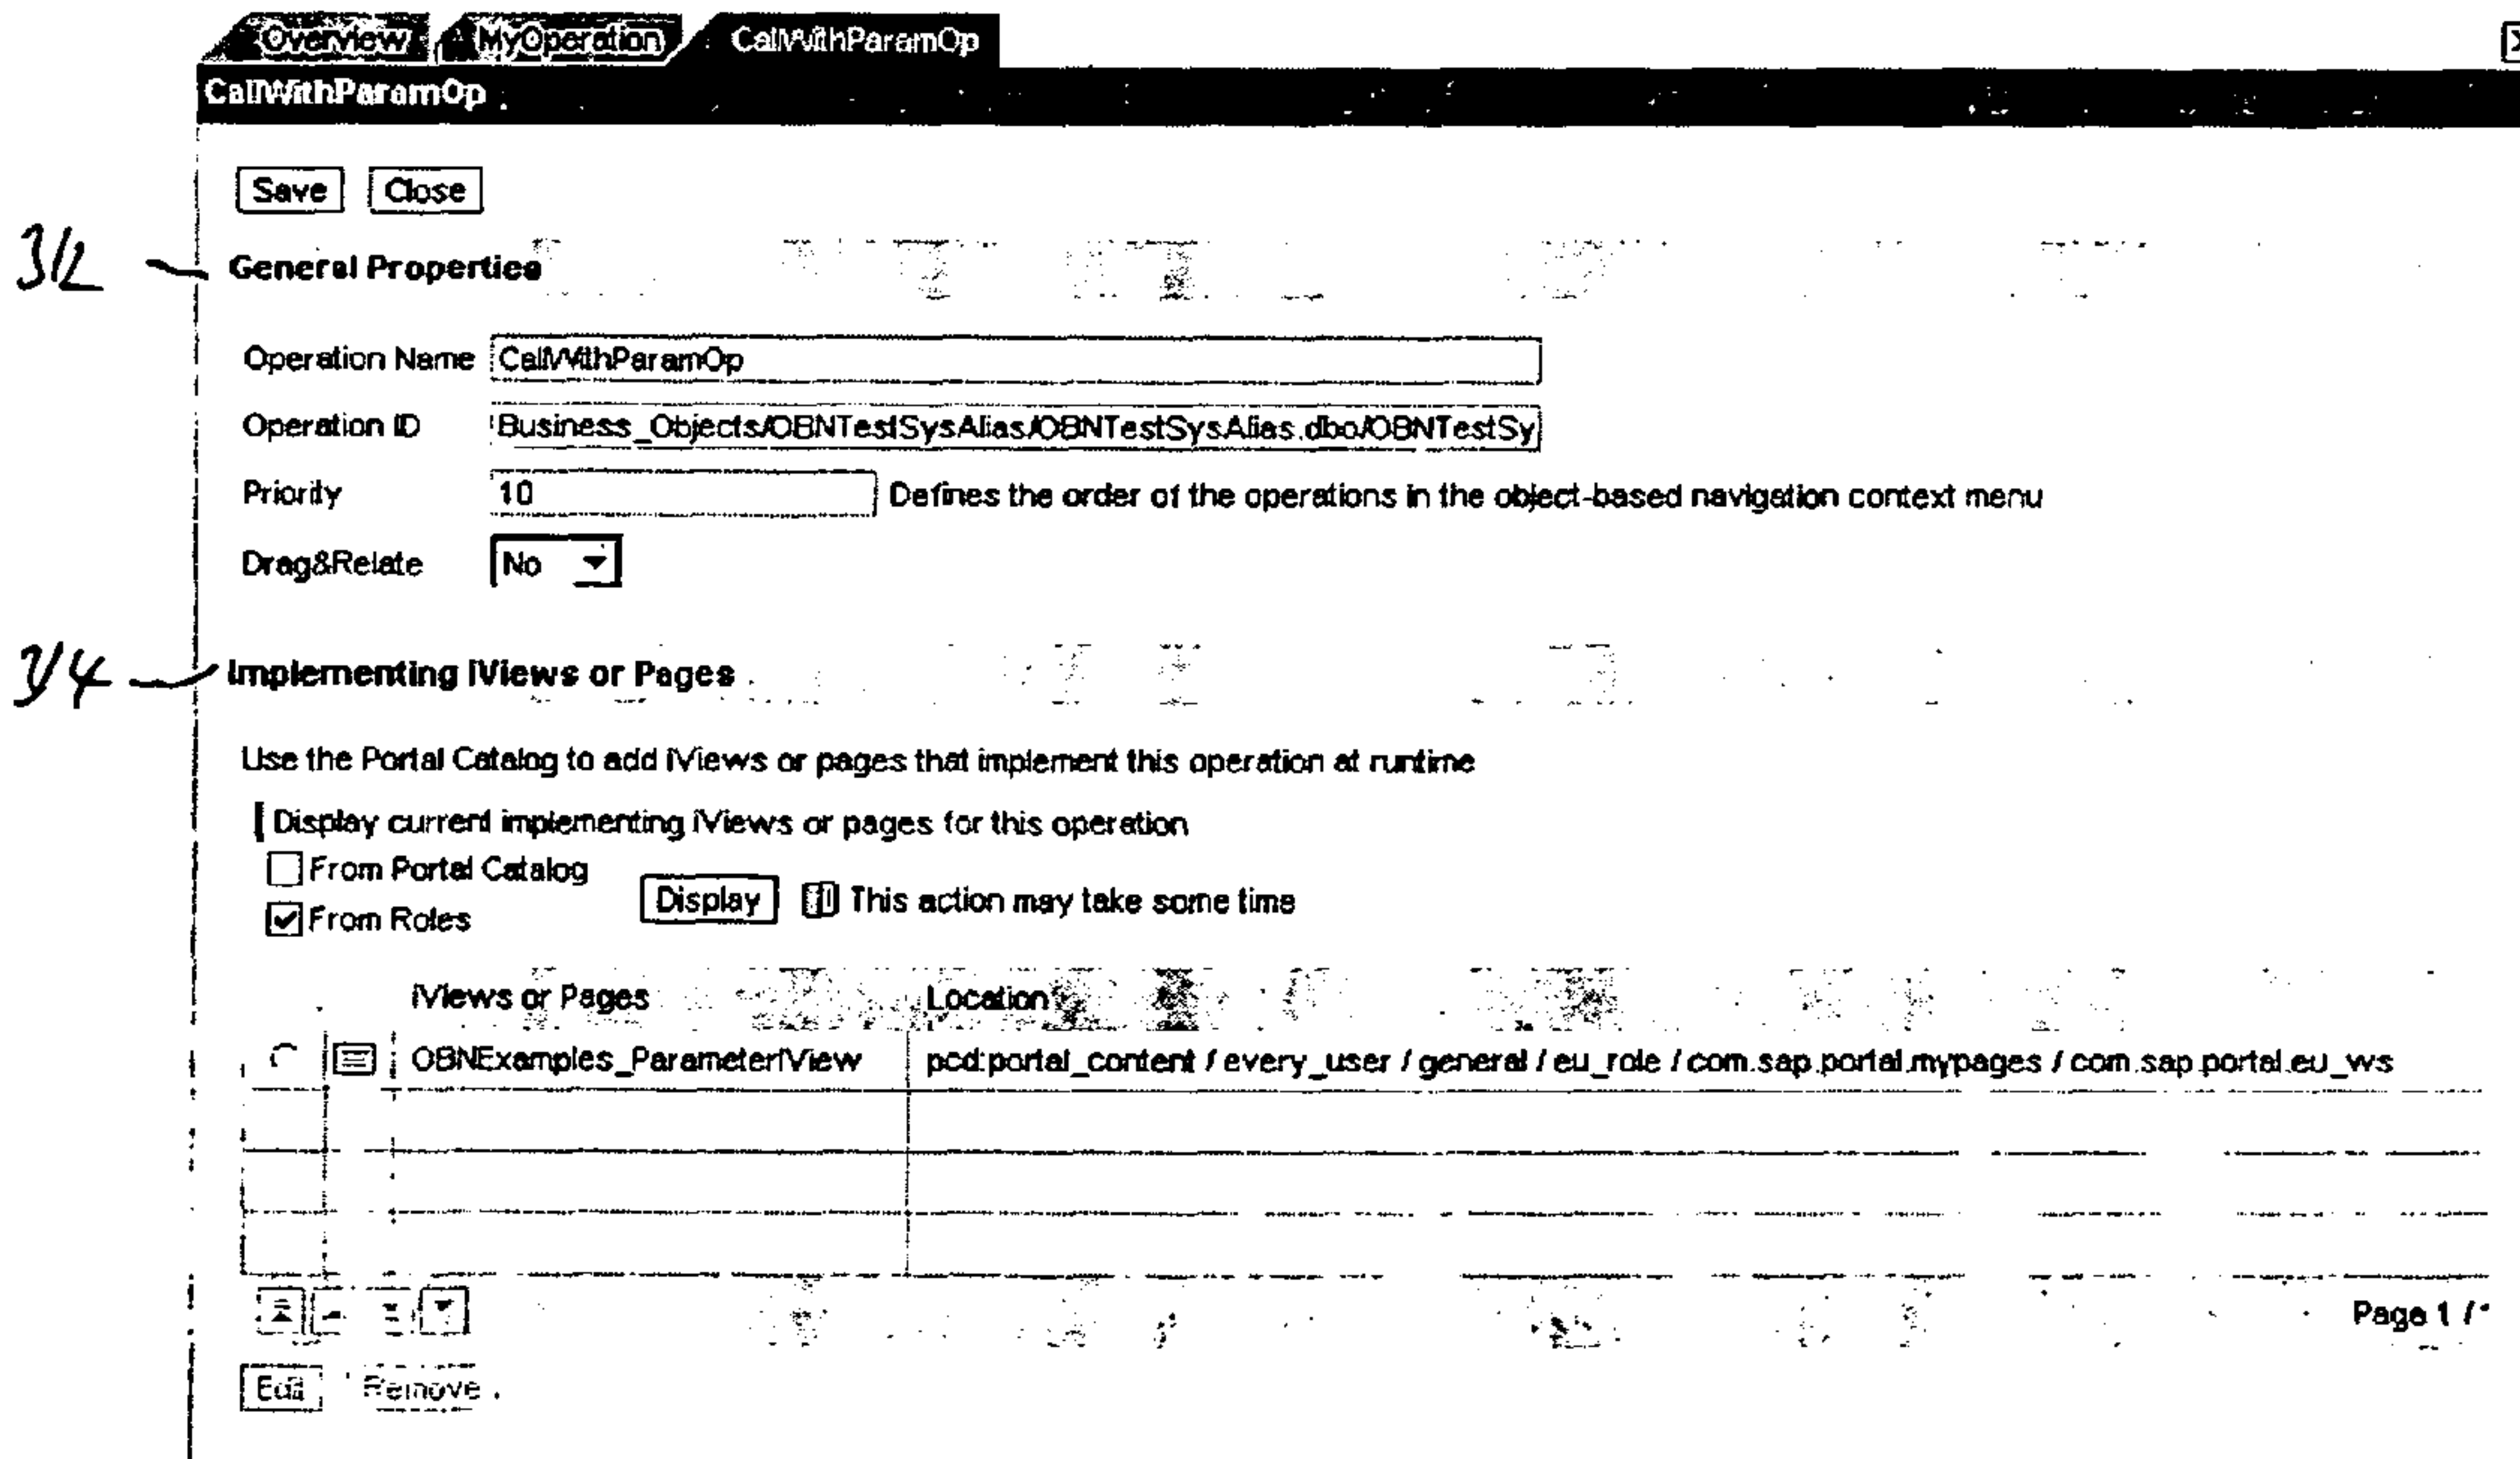 Overview MyOperation CallWithParamOp
CallWithParamOp
Save Close
312
General Properties
Operation Name CallWithParamOp
Operation ID Business_Objects/OBNTestSysAlias/OBNTestSysAlias.dbo/OBNTestSy
Priority 10 Defines the order of the operations in the object-based navigation context menu
Drag&Relate No
314
Implementing iViews or Pages
Use the Portal Catalog to add iViews or pages that implement this operation at runtime
Display current implementing iViews or pages for this operation
From Portal Catalog
Display This action may take some time
From Roles
iViews or Pages Location
OBNExamples_ParameterIView pcd:portal_content / every_user / general / eu_role / com.sap.portal.mypages / com.sap.portal.eu_ws
Page 1 /
Edit Remove